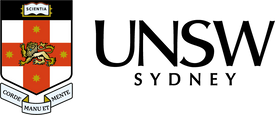 SCIENTIA
UNSW
SYDNEY
CORDE
MANU ET
MENTE